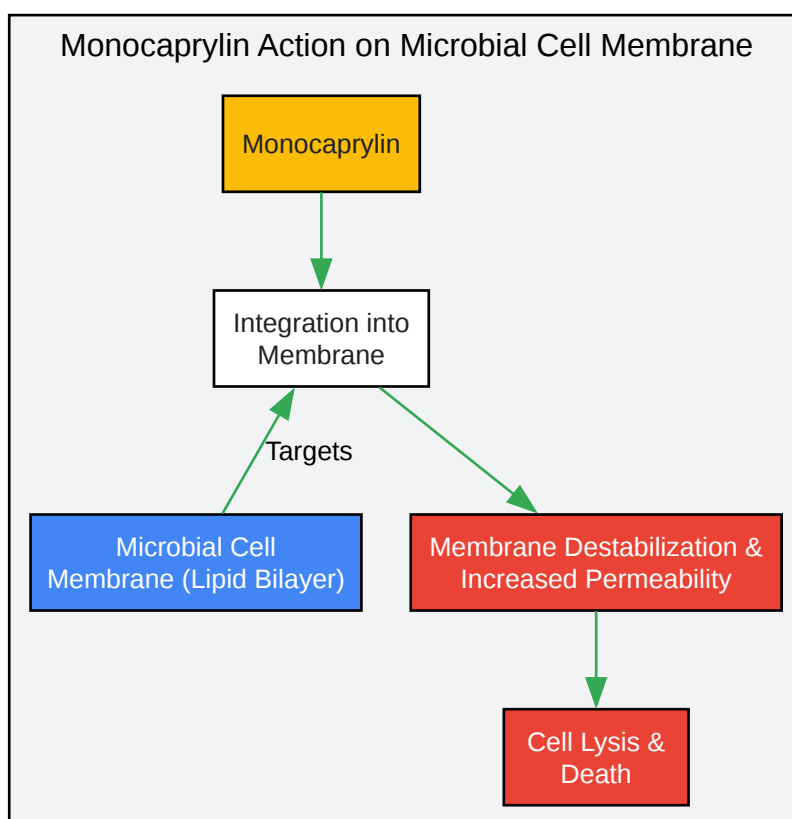 Monocaprylin Action on Microbial Cell Membrane
Monocaprylin
Integration into
Membrane
Targets
Microbial Cell
Membrane (Lipid Bilayer)
Membrane Destabilization &
Increased Permeability
Cell Lysis &
Death